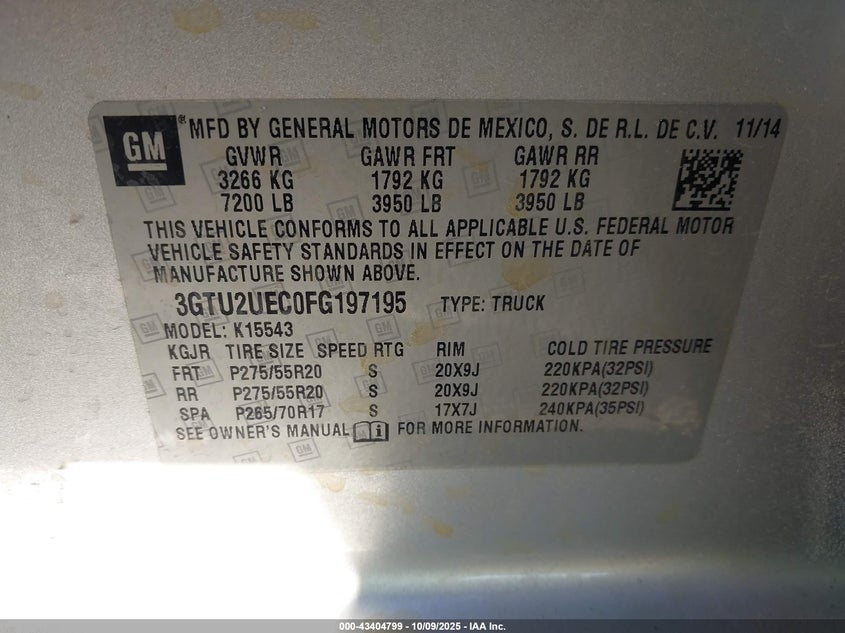 GM ® MFD BY GENERAL MOTORS DE MEXICO, S. DE R.L. DE C.V. 11/14
GVWR GAWR FRT GAWR RR
3266 KG 1792 KG 1792 KG
7200 LB 3950 LB 3950 LB
THIS VEHICLE CONFORMS TO ALL APPLICABLE U.S. FEDERAL MOTOR
VEHICLE SAFETY STANDARDS IN EFFECT ON THE DATE OF
MANUFACTURE SHOWN ABOVE.
3GTU2UEC0FG197195 TYPE: TRUCK
MODEL: K15543
KGJR TIRE SIZE SPEED RTG RIM COLD TIRE PRESSURE
FRT P275/55R20 S 20X9J 220KPA(32PSI)
RR P275/55R20 S 20X9J 220KPA(32PSI)
SPA P265/70R17 S 17X7J 240KPA(35PSI)
SEE OWNER'S MANUAL FOR MORE INFORMATION.
000-43404799 - 10/09/2025 - IAA Inc.